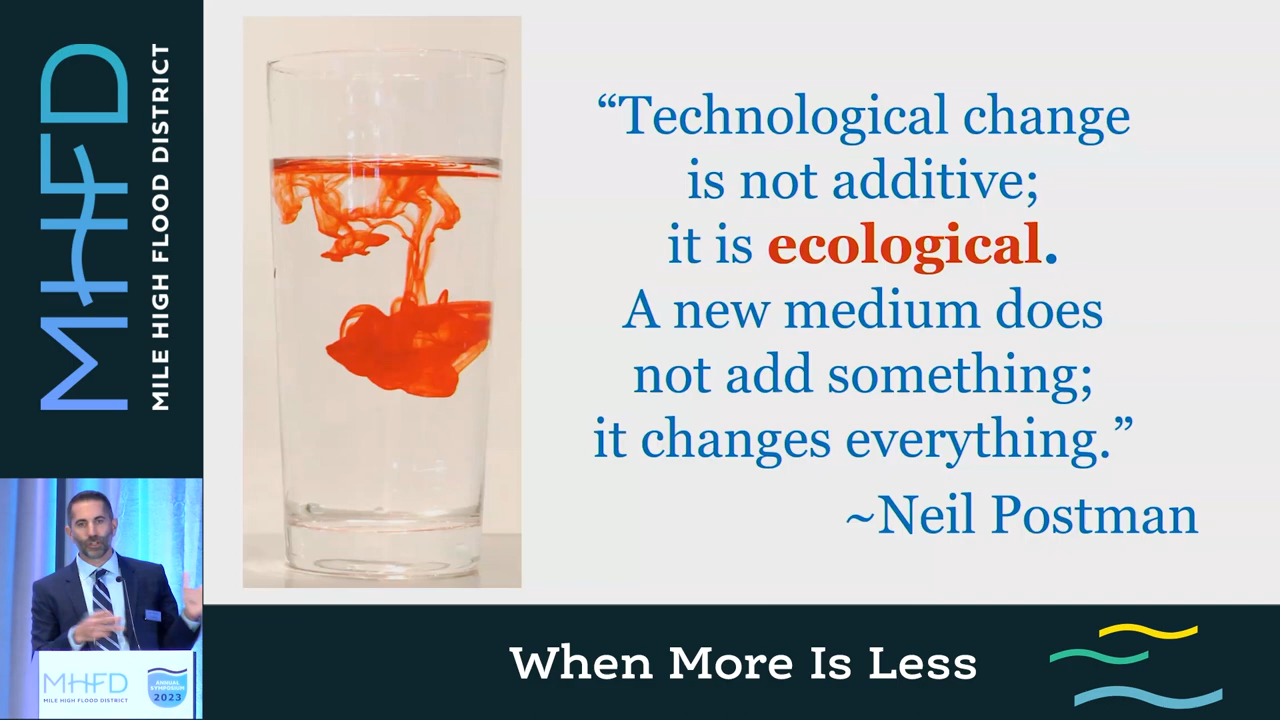 MHFD
MILE HIGH FLOOD DISTRICT
“Technological change
is not additive;
it is ecological.
A new medium does
not add something;
it changes everything.”
~Neil Postman
MHFD
MILE HIGH FLOOD DISTRICT
ANNUAL
SYMPOSIUM
2023
When More Is Less